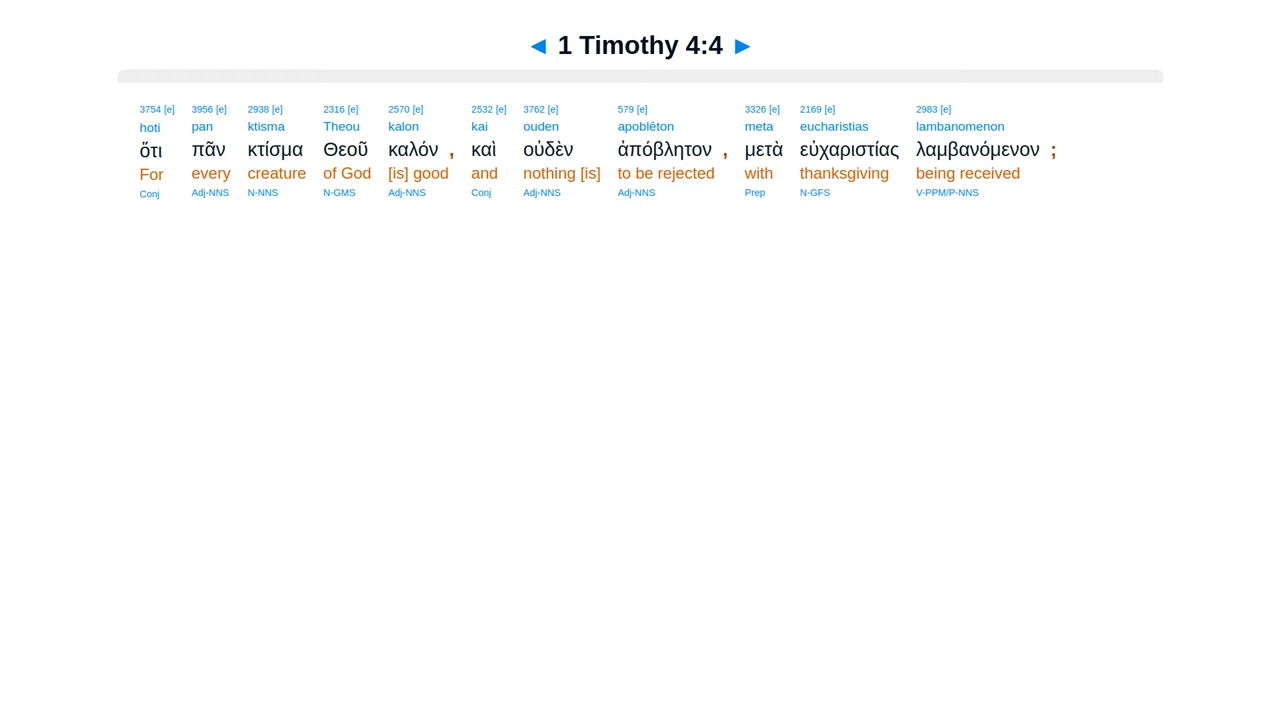 ◄ 1 Timothy 4:4 ►
3754 [e] 3956 [e] 2938 [e] 2316 [e] 2570 [e] 2532 [e] 3762 [e] 579 [e] 3326 [e] 2169 [e] 2983 [e]
hoti pan ktisma Theou kalon kai ouden apoblēton meta eucharistias lambanomenon
ὅτι πᾶν κτίσμα Θεοῦ καλόν , καὶ οὐδὲν ἀπόβλητον , μετὰ εὐχαριστίας λαμβανόμενον ;
For every creature of God [is] good and nothing [is] to be rejected with thanksgiving being received
Conj Adj-NNS N-NNS N-GMS Adj-NNS Conj Adj-NNS Adj-NNS Prep N-GFS V-PPM/P-NNS